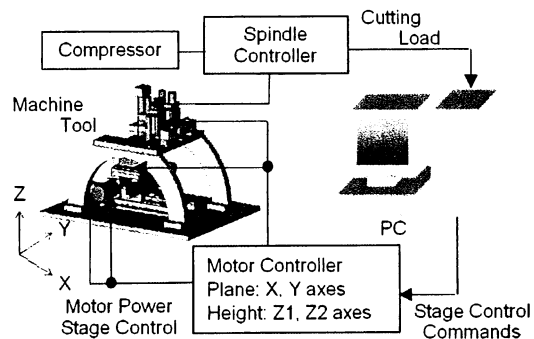 Cutting
Load
Compressor
Spindle
Controller
Machine
Tool
Z
Y
X
PC
Motor Controller
Plane: X, Y axes
Height: Z1, Z2 axes
Motor Power
Stage Control
Stage Control
Commands